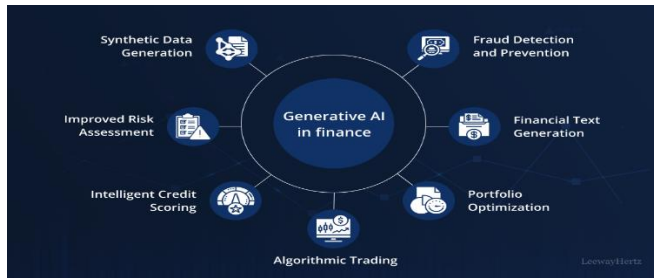 Synthetic Data
Generation
Fraud Detection
and Prevention
Improved Risk
Assessment
Generative AI
in finance
Financial Text
Generation
Intelligent Credit
Scoring
Portfolio
Optimization
Algorithmic Trading
LeewayHertz